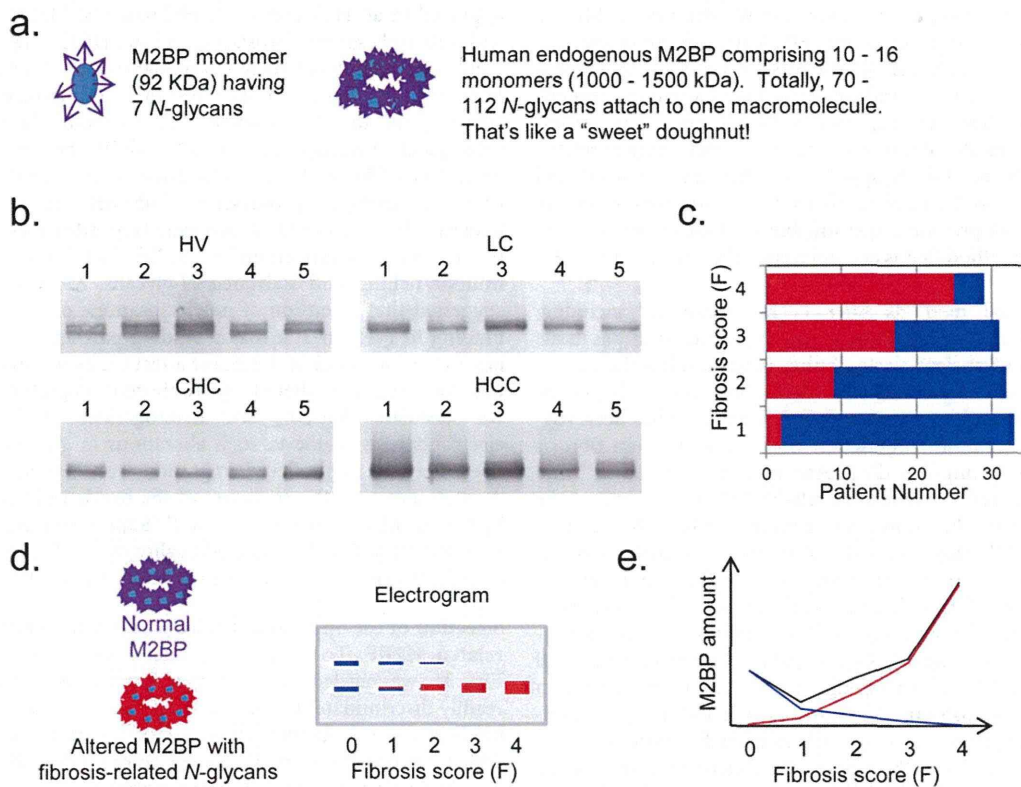 a.
M2BP monomer
(92 KDa) having
7 N-glycans
Human endogenous M2BP comprising 10 - 16
monomers (1000 - 1500 kDa). Totally, 70 -
112 N-glycans attach to one macromolecule.
That's like a "sweet" doughnut!
b.
HV
1 2 3 4 5
LC
1 2 3 4 5
CHC
1 2 3 4 5
HCC
1 2 3 4 5
c.
Fibrosis score (F)
4
3
2
1
0 10 20 30
Patient Number
d.
Normal
M2BP
Altered M2BP with
fibrosis-related N-glycans
Electrogram
0 1 2 3 4
Fibrosis score (F)
e.
M2BP amount
0 1 2 3 4
Fibrosis score (F)